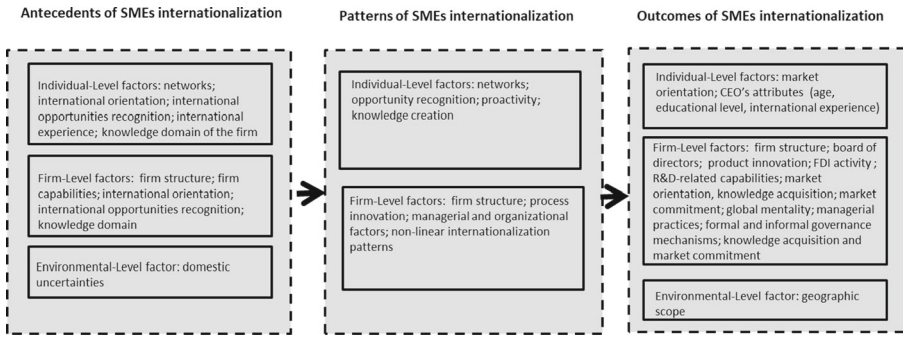 Antecedents of SMEs internationalization
Individual-Level factors: networks;
international orientation; international
opportunities recognition; international
experience; knowledge domain of the firm
Firm-Level factors: firm structure; firm
capabilities; international orientation;
international opportunities recognition;
knowledge domain
Environmental-Level factor: domestic
uncertainties
Patterns of SMEs internationalization
Individual-Level factors: networks;
opportunity recognition; proactivity;
knowledge creation
Firm-Level factors: firm structure; process
innovation; managerial and organizational
factors; non-linear internationalization
patterns
Outcomes of SMEs internationalization
Individual-Level factors: market
orientation; CEO's attributes (age,
educational level, international experience)
Firm-Level factors: firm structure; board of
directors; product innovation; FDI activity ;
R&D-related capabilities; market
orientation, knowledge acquisition; market
commitment; global mentality; managerial
practices; formal and informal governance
mechanisms; knowledge acquisition and
market commitment
Environmental-Level factor: geographic
scope